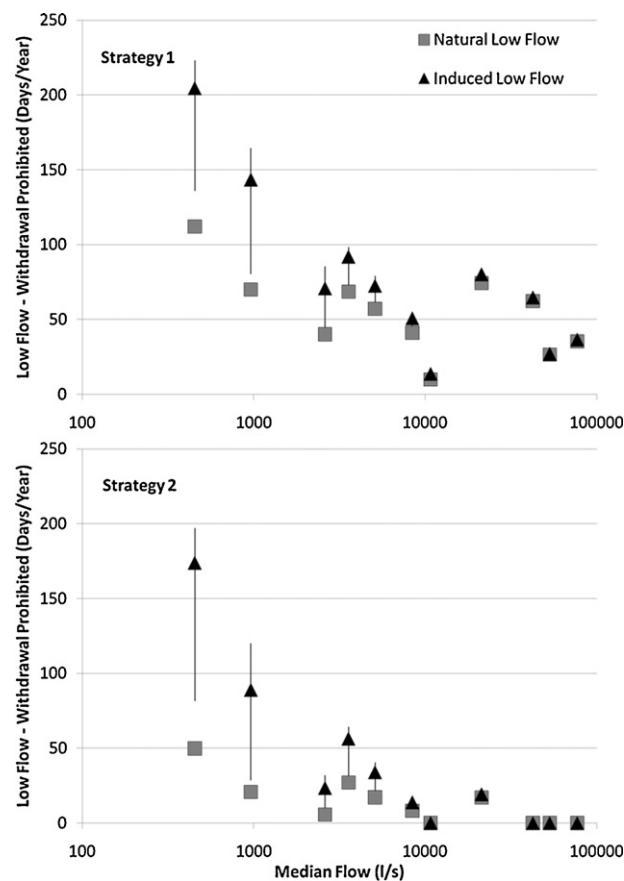 250
200
150
100
50
0
Low Flow - Withdrawal Prohibited (Days/Year)
Strategy 1
Natural Low Flow
Induced Low Flow
100 1000 10000 100000
250
200
150
100
50
0
Low Flow - Withdrawal Prohibited (Days/Year)
Strategy 2
100 1000 10000 100000
Median Flow (l/s)